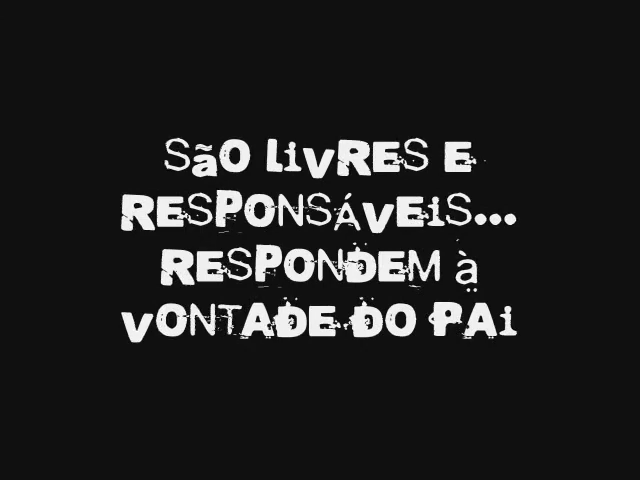 SãO LiVRES E
RESPONSÁVEiS...
RESPONDEM à
VONTADE DO PAi